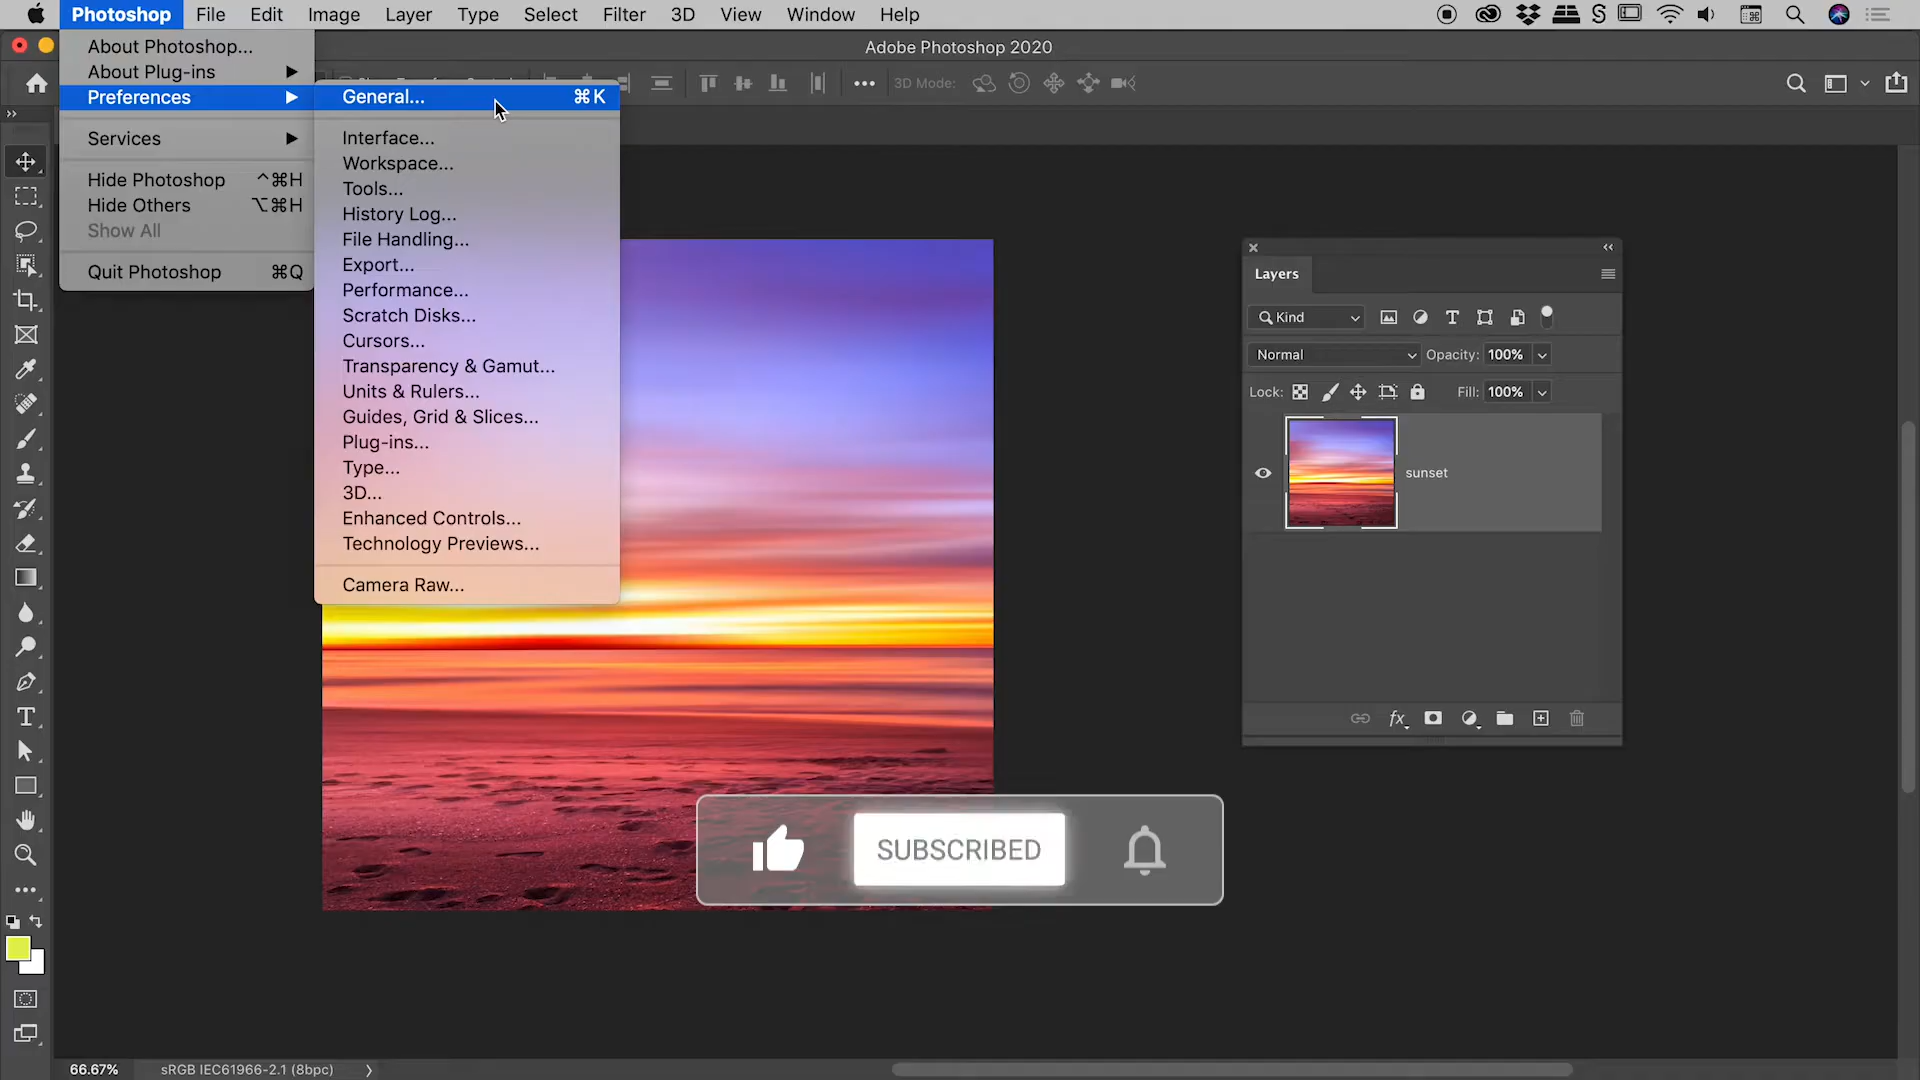 Photoshop File Edit Image Layer Type Select Filter 3D View Window Help
Adobe Photoshop 2020
About Photoshop...
About Plug-ins
Preferences
Services
Hide Photoshop ^⌘H
Hide Others ⌥⌘H
Show All
Quit Photoshop ⌘Q
General... ⌘K
Interface...
Workspace...
Tools...
History Log...
File Handling...
Export...
Performance...
Scratch Disks...
Cursors...
Transparency & Gamut...
Units & Rulers...
Guides, Grid & Slices...
Plug-ins...
Type...
3D...
Enhanced Controls...
Technology Previews...
Camera Raw...
3D Mode:
Layers
Kind
Normal Opacity: 100%
Lock: Fill: 100%
sunset
SUBSCRIBED
66.67% sRGB IEC61966-2.1 (8bpc)